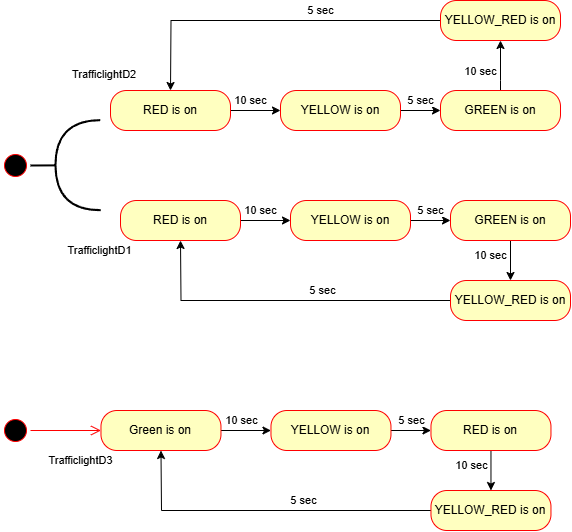 5 sec
YELLOW_RED is on
TrafficlightD2
10 sec
RED is on
10 sec
YELLOW is on
5 sec
GREEN is on
RED is on
10 sec
YELLOW is on
5 sec
GREEN is on
TrafficlightD1
10 sec
5 sec
YELLOW_RED is on
Green is on
10 sec
YELLOW is on
5 sec
RED is on
TrafficlightD3
10 sec
5 sec
YELLOW_RED is on